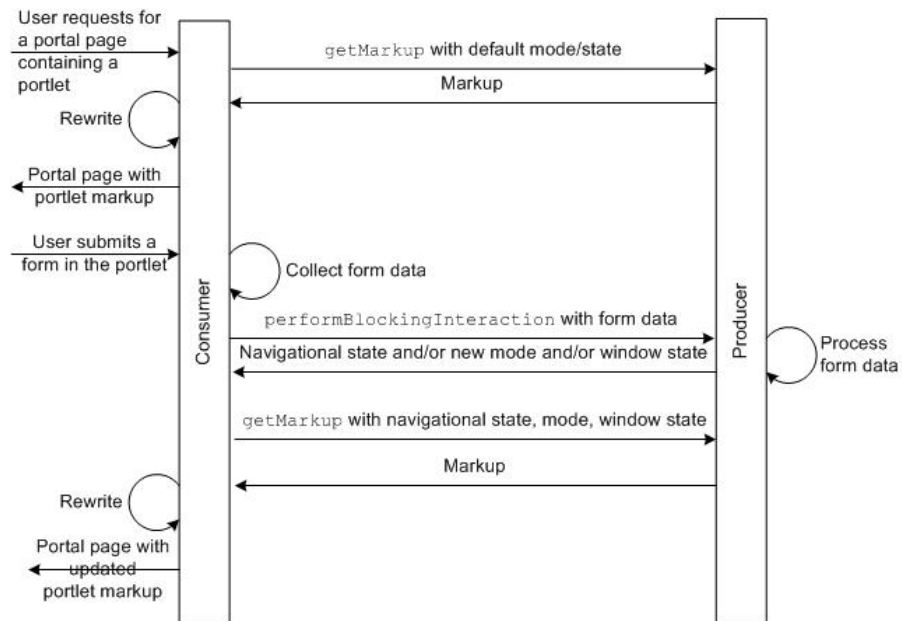 User requests for
a portal page
containing a
portlet
getMarkup with default mode/state
Markup
Rewrite
Portal page with
portlet markup
User submits a
form in the portlet
Collect form data
Consumer
Producer
performBlockingInteraction with form data
Navigational state and/or new mode and/or window state
Process
form data
getMarkup with navigational state, mode, window state
Markup
Rewrite
Portal page with
updated
portlet markup